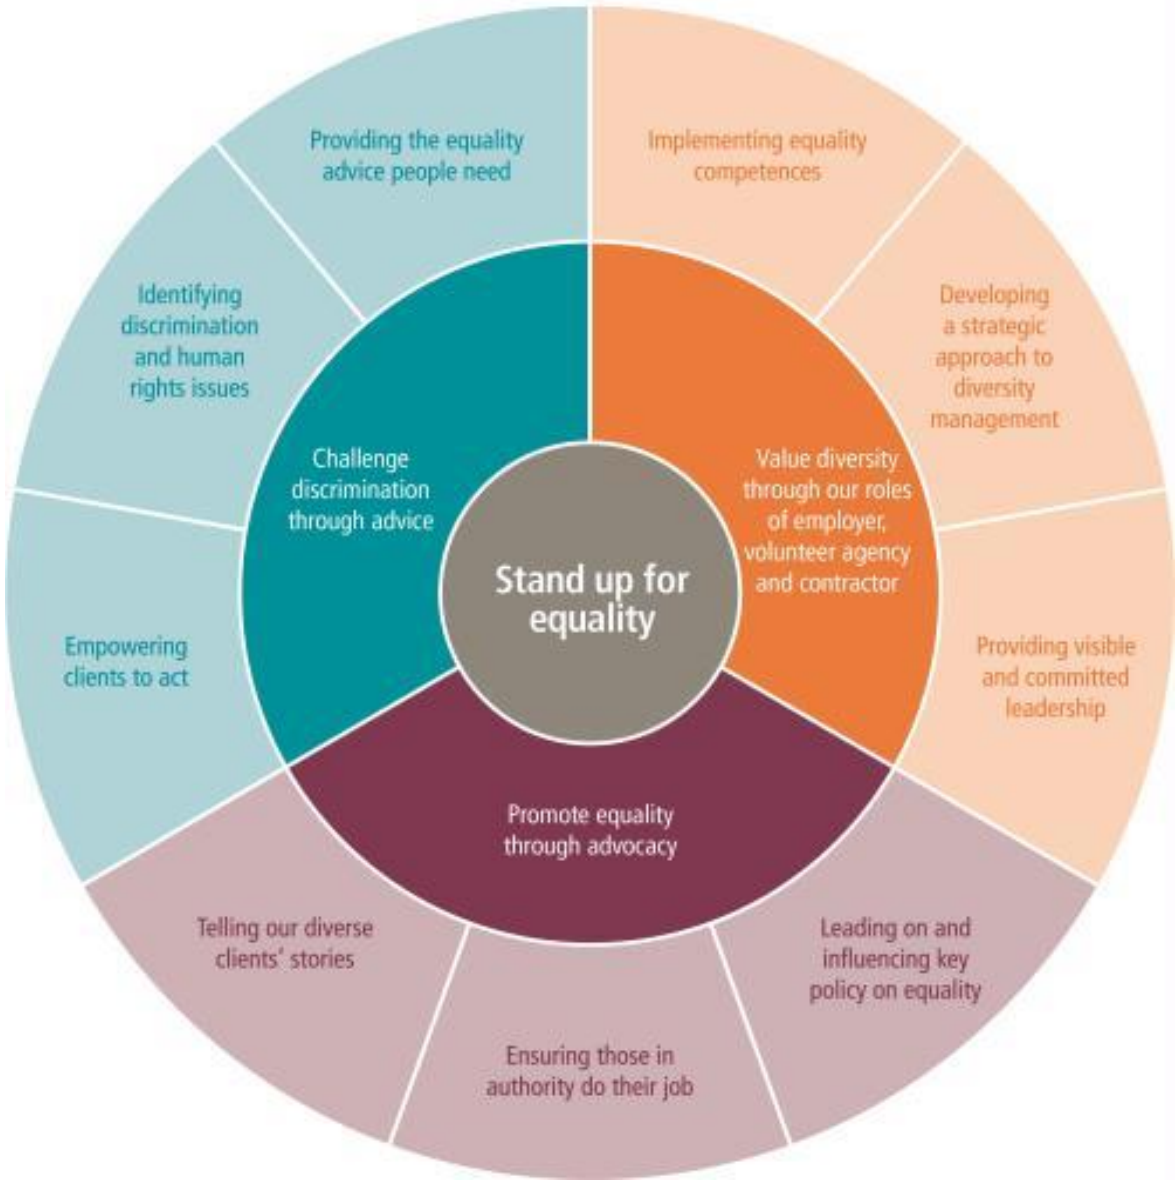 Providing the equality
advice people need
Implementing equality
competences
Identifying
discrimination
and human
rights issues
Developing
a strategic
approach to
diversity
management
Challenge
discrimination
through advice
Value diversity
through our roles
of employer,
volunteer agency
and contractor
Stand up for
equality
Empowering
clients to act
Providing visible
and committed
leadership
Promote equality
through advocacy
Telling our diverse
clients’ stories
Leading on and
influencing key
policy on equality
Ensuring those in
authority do their job